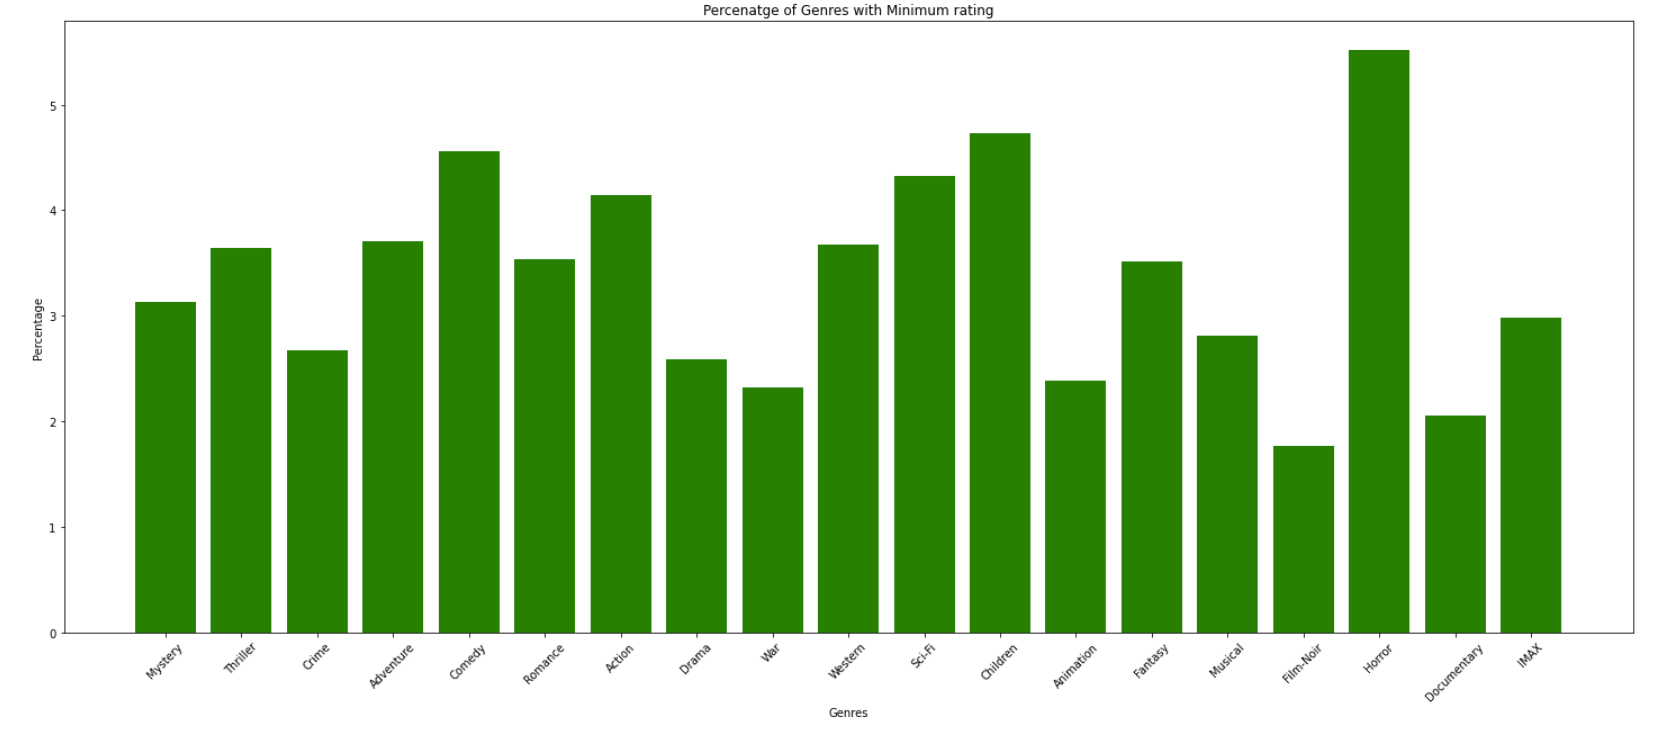 Percenatge of Genres with Minimum rating
Percentage
5
4
3
2
1
0
Mystery
Thriller
Crime
Adventure
Comedy
Romance
Action
Drama
War
Western
Sci-Fi
Children
Animation
Fantasy
Musical
Film-Noir
Horror
Documentary
IMAX
Genres